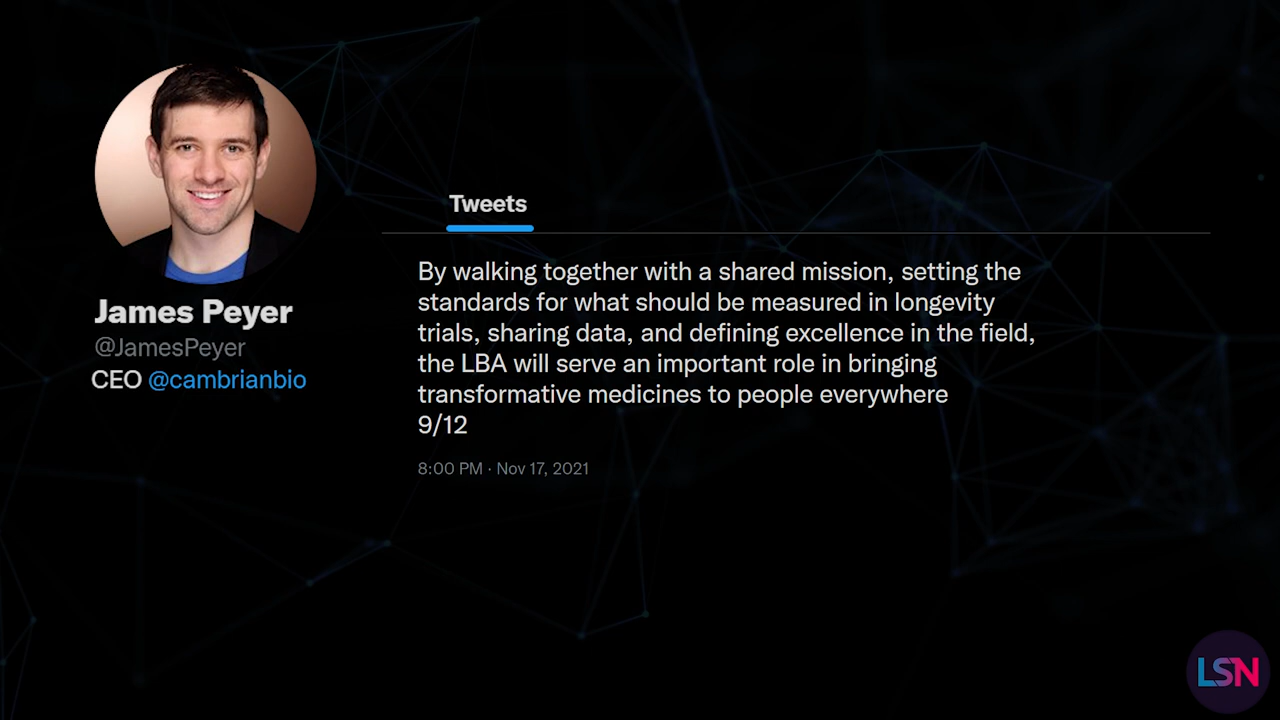 James Peyer
@JamesPeyer
CEO @cambrianbio
Tweets
By walking together with a shared mission, setting the
standards for what should be measured in longevity
trials, sharing data, and defining excellence in the field,
the LBA will serve an important role in bringing
transformative medicines to people everywhere
9/12
8:00 PM · Nov 17, 2021
LSN